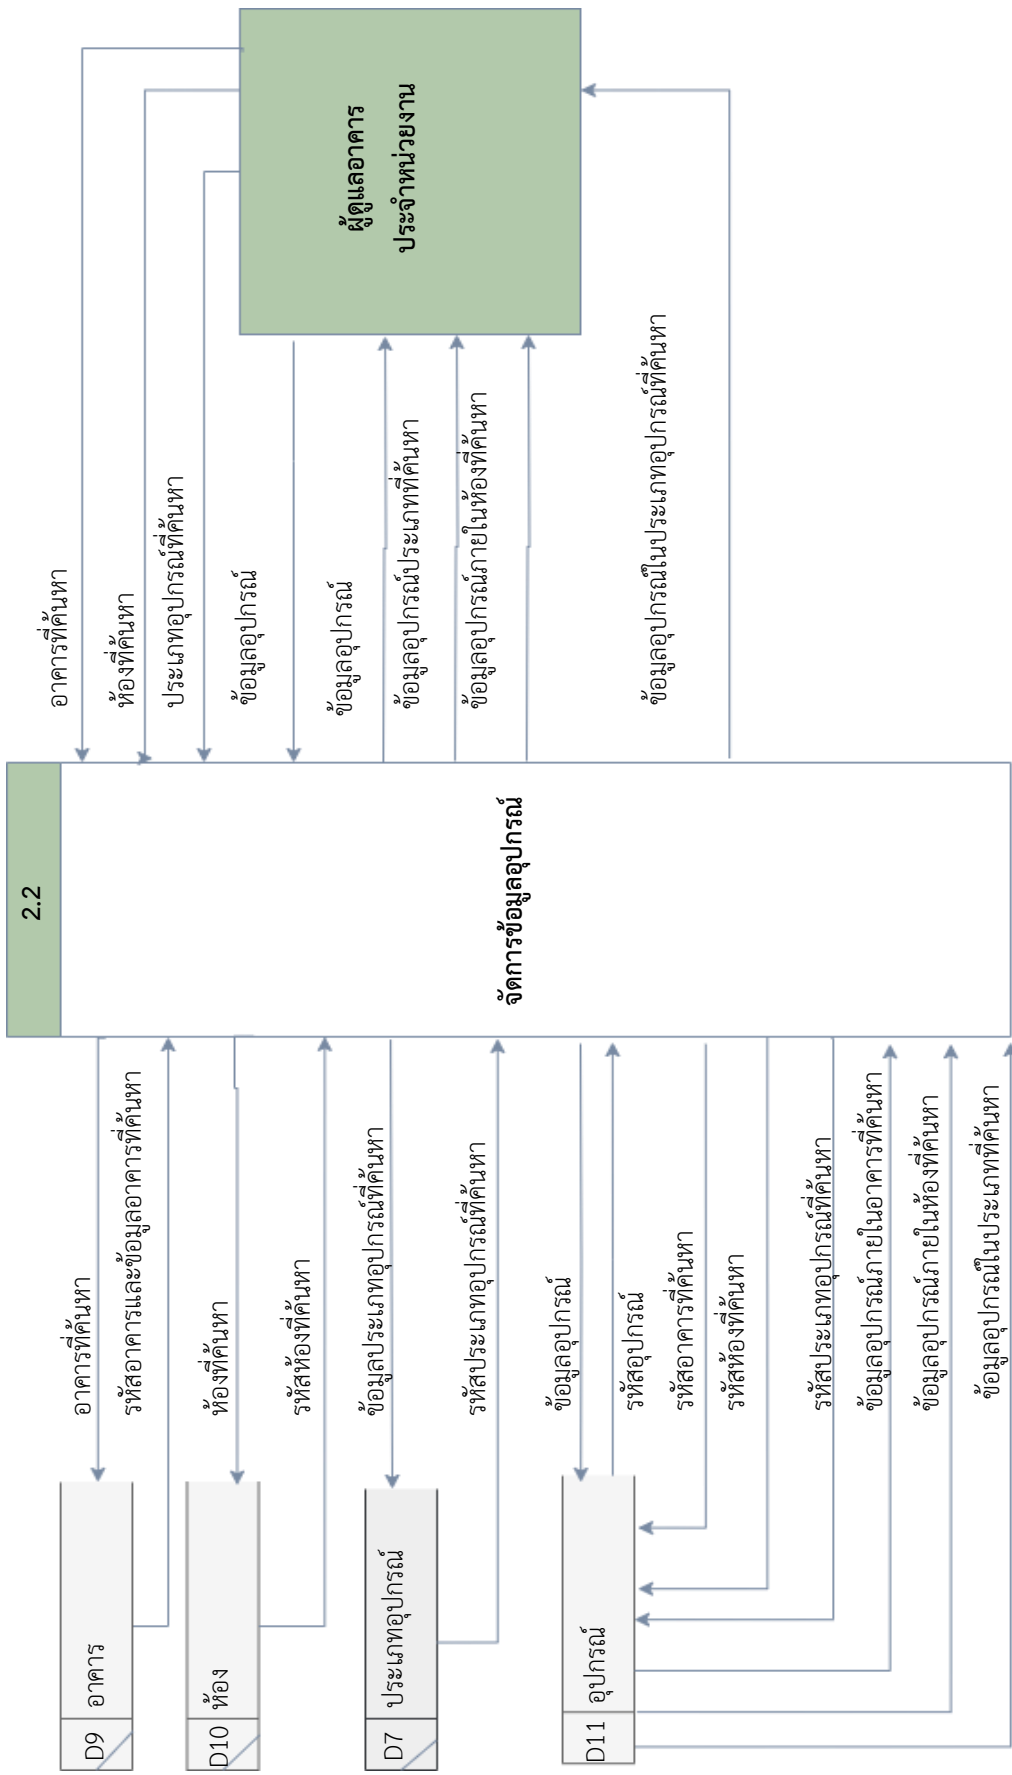 2.2
จัดการข้อมูลอุปกรณ์
ผู้ดูแลอาคาร
ประจำหน่วยงาน
อาคารที่ค้นหา
ห้องที่ค้นหา
ประเภทอุปกรณ์ที่ค้นหา
ข้อมูลอุปกรณ์
ข้อมูลอุปกรณ์
ข้อมูลอุปกรณ์ประเภทที่ค้นหา
ข้อมูลอุปกรณ์ภายในห้องที่ค้นหา
ข้อมูลอุปกรณ์ในประเภทอุปกรณ์ที่ค้นหา
D9 อาคาร
D10 ห้อง
D7 ประเภทอุปกรณ์
D11 อุปกรณ์
อาคารที่ค้นหา
รหัสอาคารและข้อมูลอาคารที่ค้นหา
ห้องที่ค้นหา
รหัสห้องที่ค้นหา
ข้อมูลประเภทอุปกรณ์ที่ค้นหา
รหัสประเภทอุปกรณ์ที่ค้นหา
ข้อมูลอุปกรณ์
รหัสอุปกรณ์
รหัสอาคารที่ค้นหา
รหัสห้องที่ค้นหา
รหัสประเภทอุปกรณ์ที่ค้นหา
ข้อมูลอุปกรณ์ภายในอาคารที่ค้นหา
ข้อมูลอุปกรณ์ภายในห้องที่ค้นหา
ข้อมูลอุปกรณ์ในประเภทที่ค้นหา